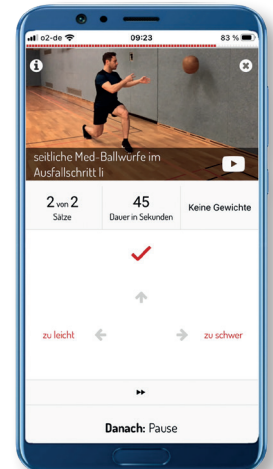 o2-de 09:23 83 %
seitliche Med-Ballwürfe im
Ausfallschritt li
2 von 2 45 Keine Gewichte
Sätze Dauer in Sekunden
zu leicht zu schwer
Danach: Pause